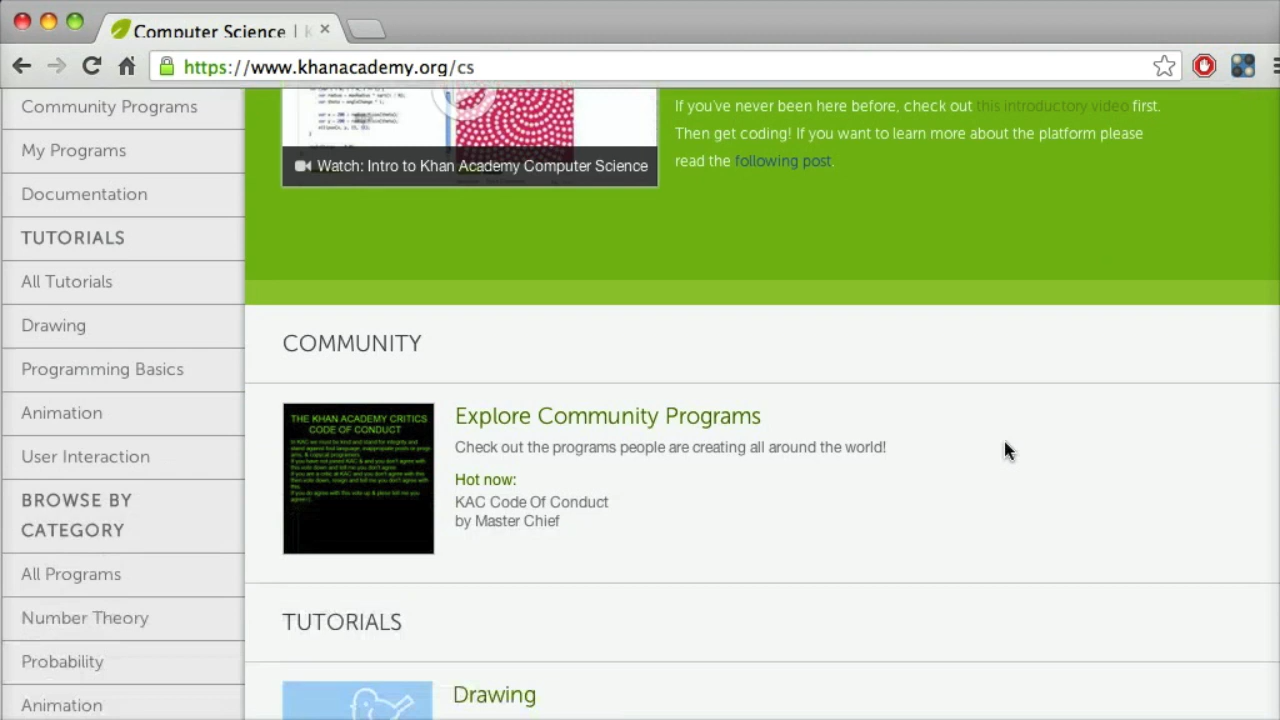 Computer Science |
https://www.khanacademy.org/cs
Community Programs
My Programs
Documentation
TUTORIALS
All Tutorials
Drawing
Programming Basics
Animation
User Interaction
BROWSE BY
CATEGORY
All Programs
Number Theory
Probability
Animation
Watch: Intro to Khan Academy Computer Science
If you've never been here before, check out this introductory video first.
Then get coding! If you want to learn more about the platform please
read the following post.
COMMUNITY
THE KHAN ACADEMY CRITICS
CODE OF CONDUCT
Explore Community Programs
Check out the programs people are creating all around the world!
Hot now:
KAC Code Of Conduct
by Master Chief
TUTORIALS
Drawing